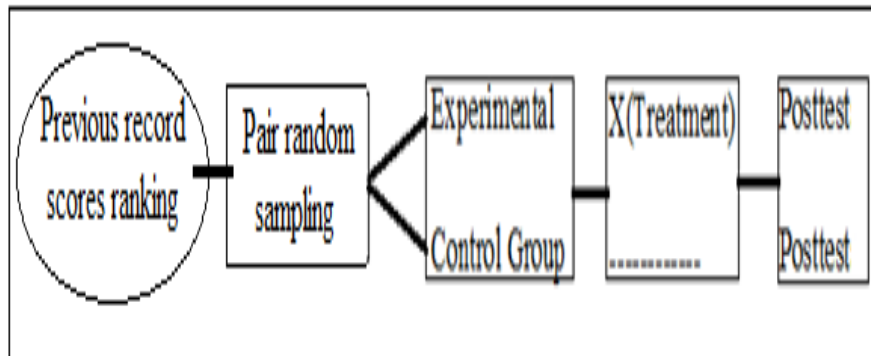 Previous record
scores ranking
Pair random
sampling
Experimental
Control Group
X(Treatment)
------------
Posttest
Posttest